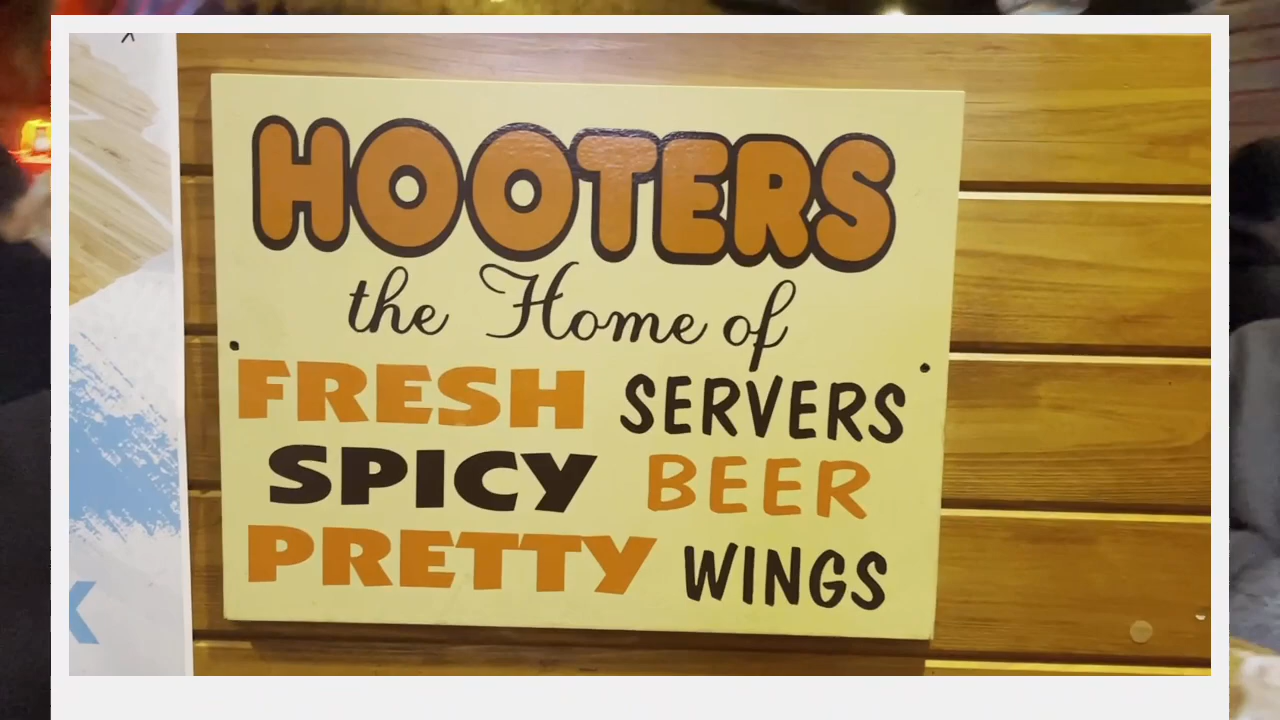 HOOTERS
the Home of
FRESH SERVERS
SPICY BEER
PRETTY WINGS